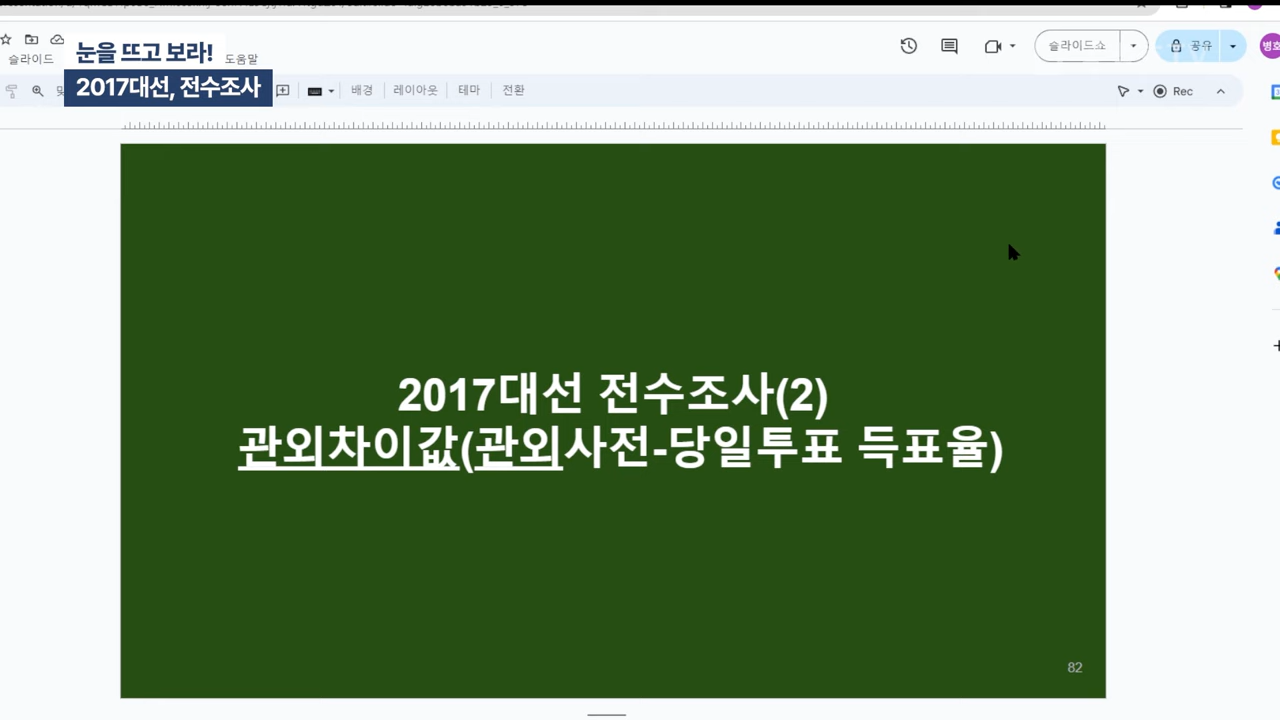 눈을 뜨고 보라!
2017대선, 전수조사
슬라이드
도움말
슬라이드쇼
공유
병호
배경
레이아웃
테마
전환
Rec
2017대선 전수조사(2)
관외차이값(관외사전-당일투표 득표율)
82